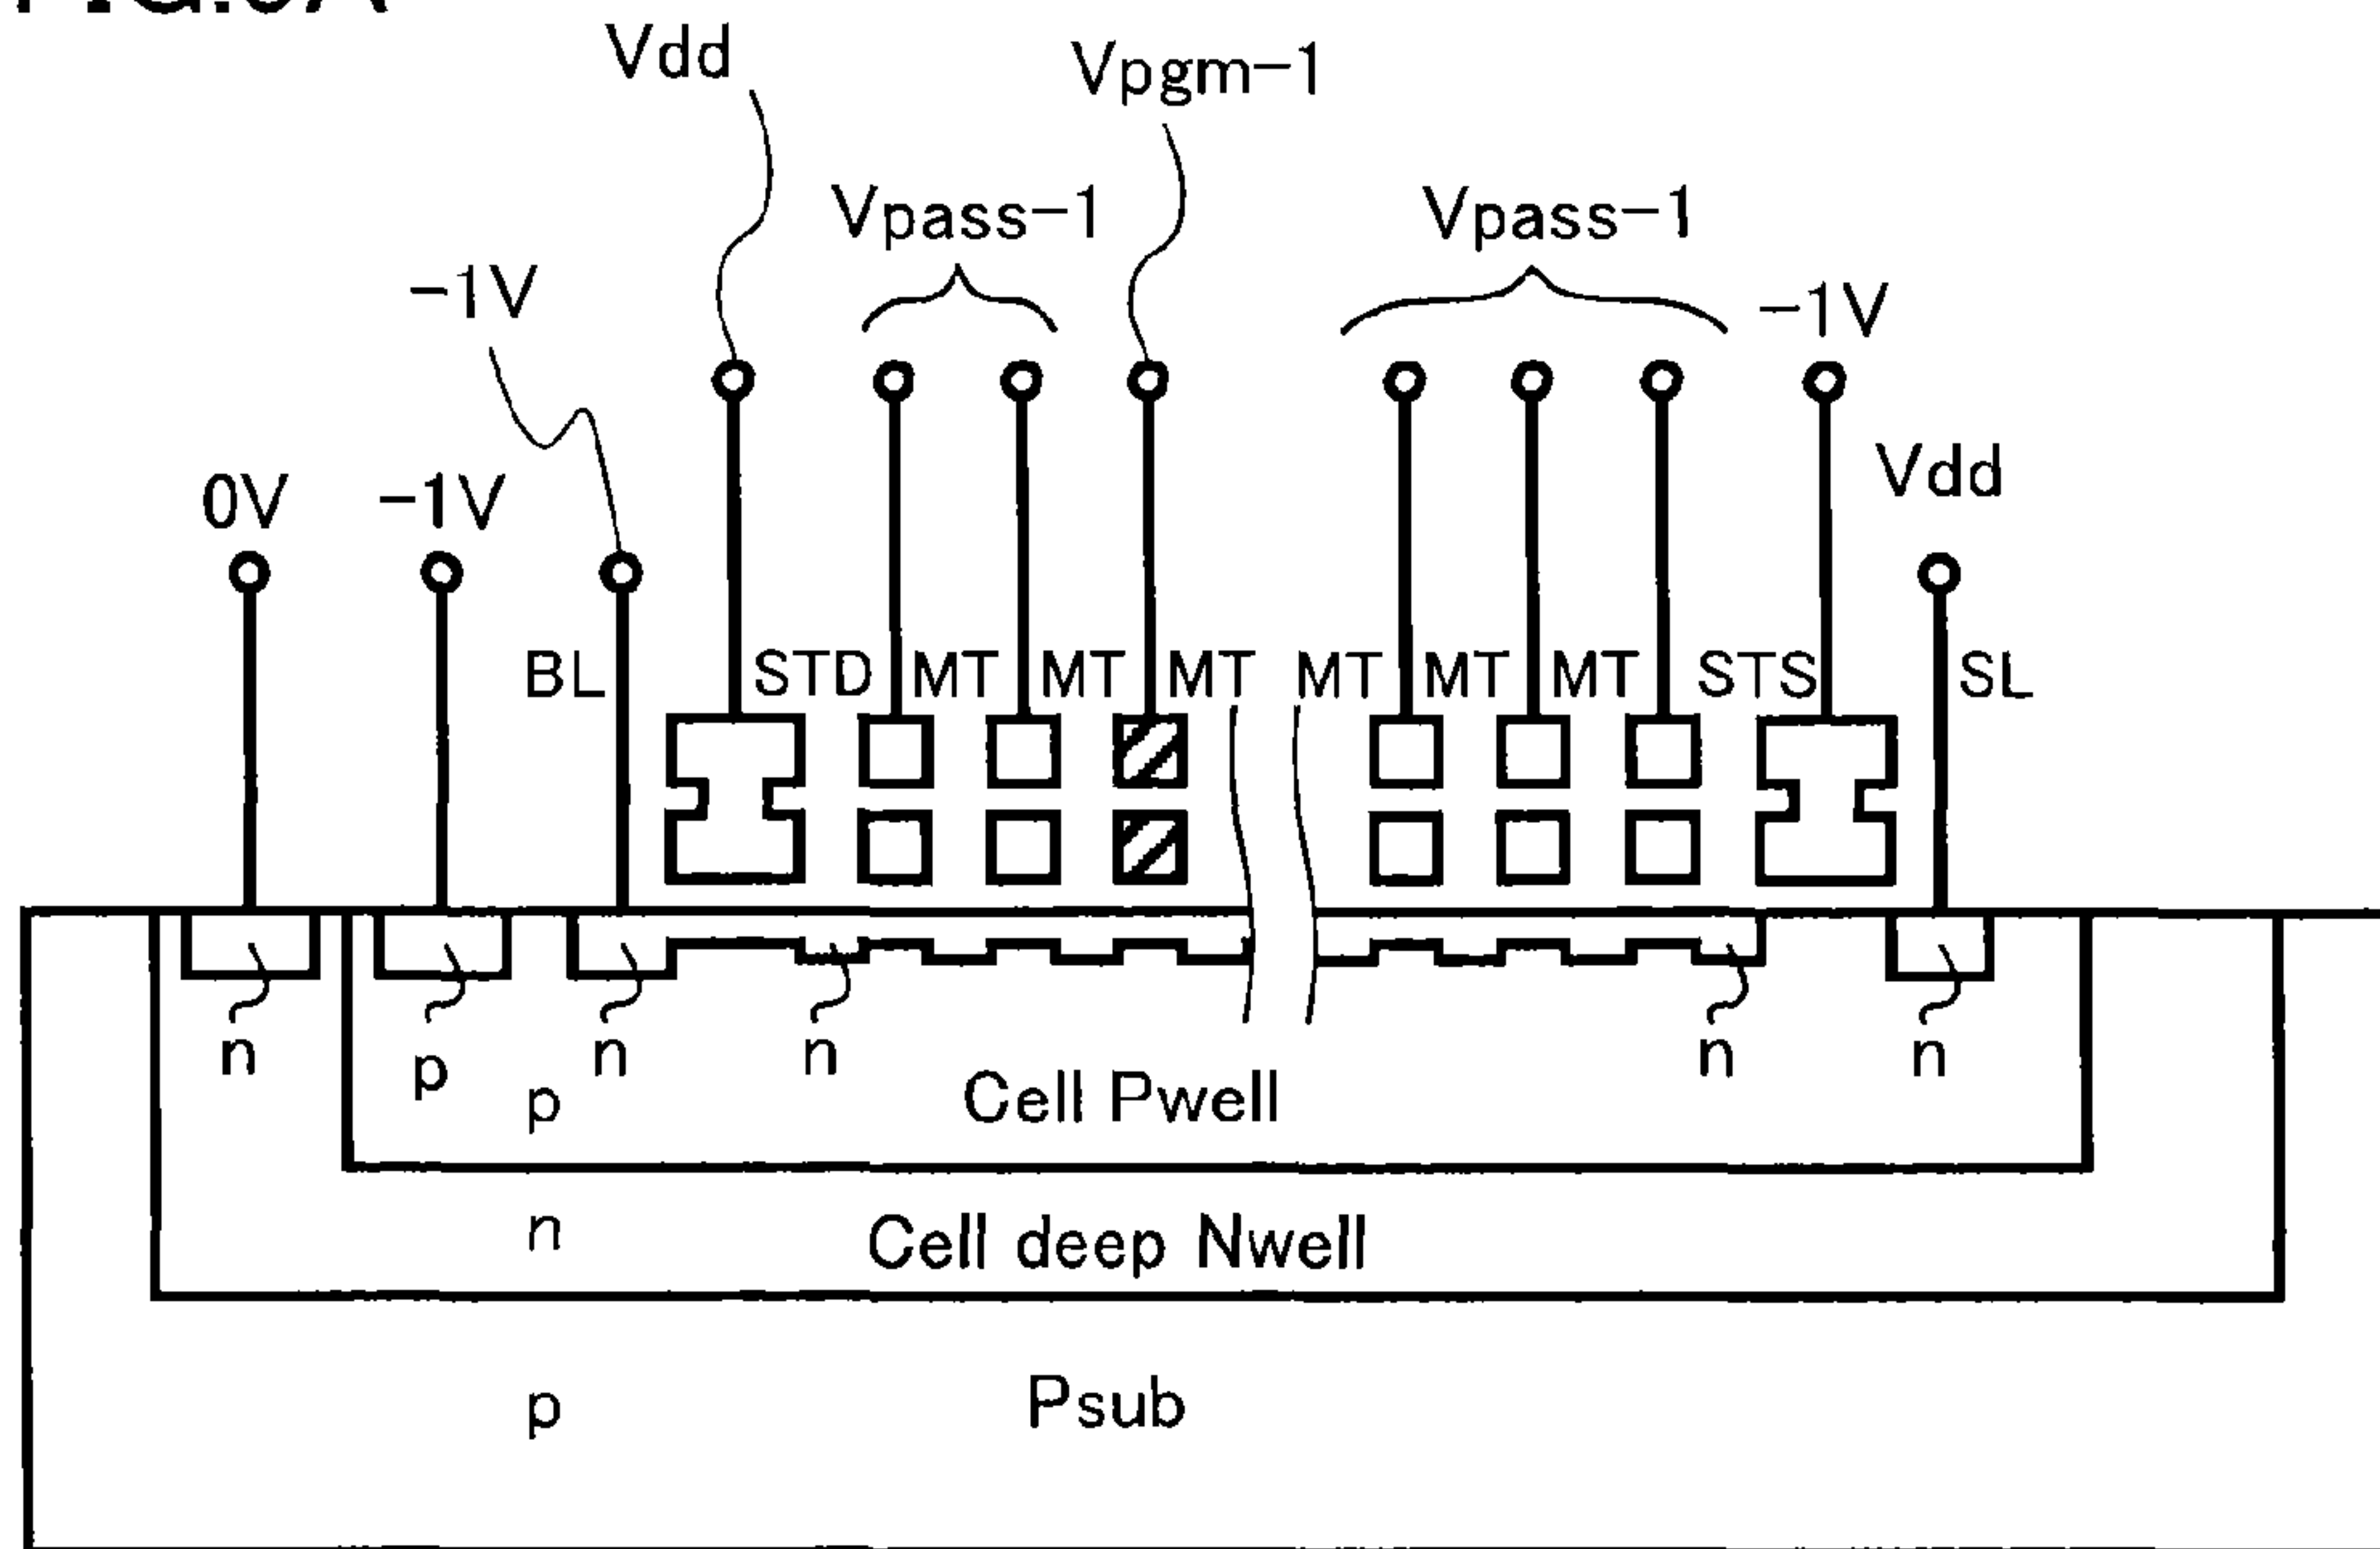 Vdd
Vpgm-1
Vpass-1
Vpass-1
-1V
-1V
0V
-1V
Vdd
BL
STD
MT
MT
MT
MT
MT
MT
STS
SL
n
p
n
n
n
n
p
Cell Pwell
n
Cell deep Nwell
p
Psub